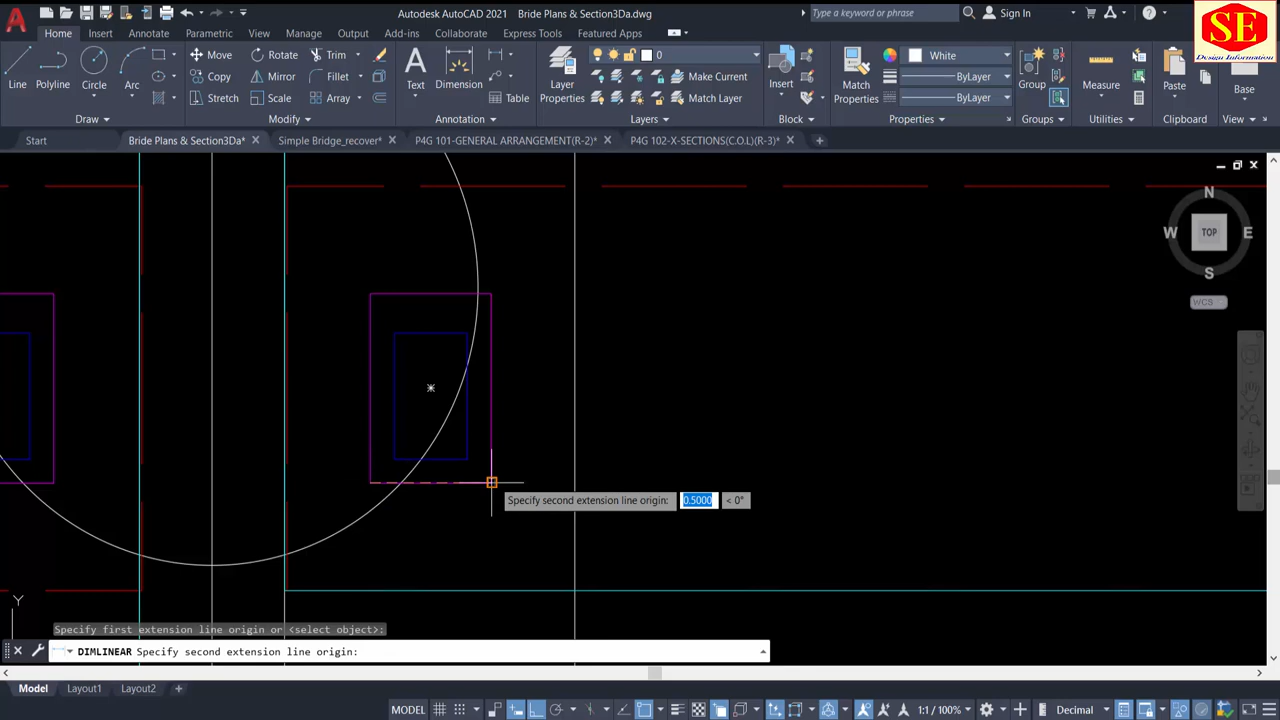 Autodesk AutoCAD 2021 Bride Plans & Section3Da.dwg
Type a keyword or phrase
Sign In
SE
Design Information
Home Insert Annotate Parametric View Manage Output Add-ins Collaborate Express Tools Featured Apps
Line Polyline Circle Arc
Move Rotate Trim
Copy Mirror Fillet
Stretch Scale Array
Text Dimension Table
Layer Properties
0
Make Current
Match Layer
Insert
Match Properties
White
ByLayer
ByLayer
Group Measure Paste Base
Draw Modify Annotation Layers Block Properties Groups Utilities Clipboard View
Start Bride Plans & Section3Da* Simple Bridge_recover* P4G 101-GENERAL ARRANGEMENT(R-2)* P4G 102-X-SECTIONS(C.O.L)(R-3)*
N
W TOP E
S
WCS
Specify second extension line origin: 0.5000 < 0°
Y
Specify first extension line origin or <select object>:
DIMLINEAR Specify second extension line origin:
Model Layout1 Layout2
MODEL 1:1 / 100% Decimal